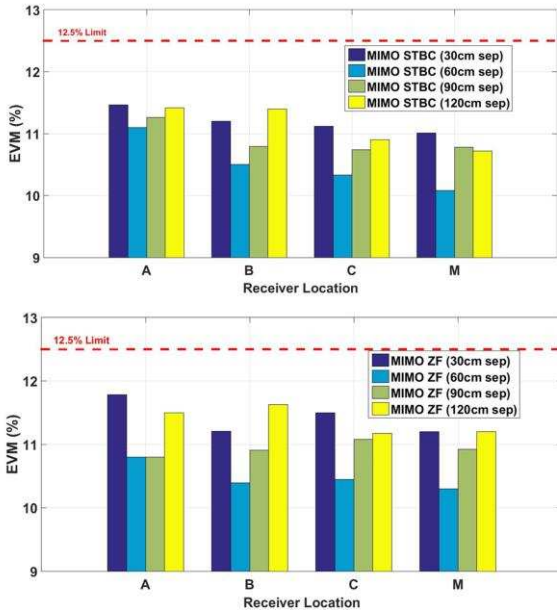 13
12.5% Limit
12
MIMO STBC (30cm sep)
MIMO STBC (60cm sep)
MIMO STBC (90cm sep)
MIMO STBC (120cm sep)
EVM (%)
11
10
9
A B C M
Receiver Location
13
12.5% Limit
12
MIMO ZF (30cm sep)
MIMO ZF (60cm sep)
MIMO ZF (90cm sep)
MIMO ZF (120cm sep)
EVM (%)
11
10
9
A B C M
Receiver Location